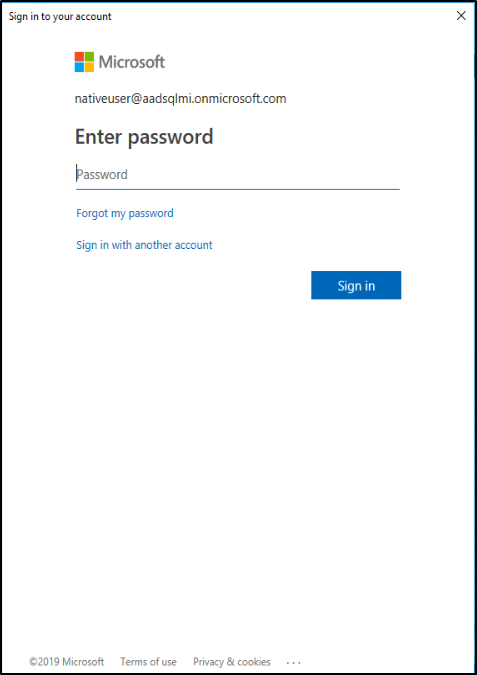 Sign in to your account
Microsoft
nativeuser@aadsqlmi.onmicrosoft.com
Enter password
Password
Forgot my password
Sign in with another account
Sign in
©2019 Microsoft Terms of use Privacy & cookies ...